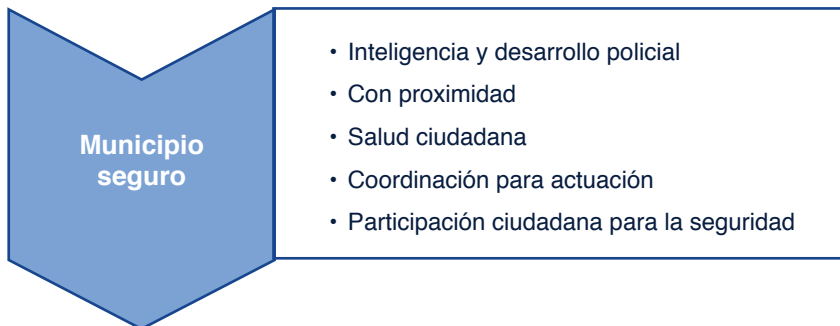 Municipio
seguro
• Inteligencia y desarrollo policial
• Con proximidad
• Salud ciudadana
• Coordinación para actuación
• Participación ciudadana para la seguridad